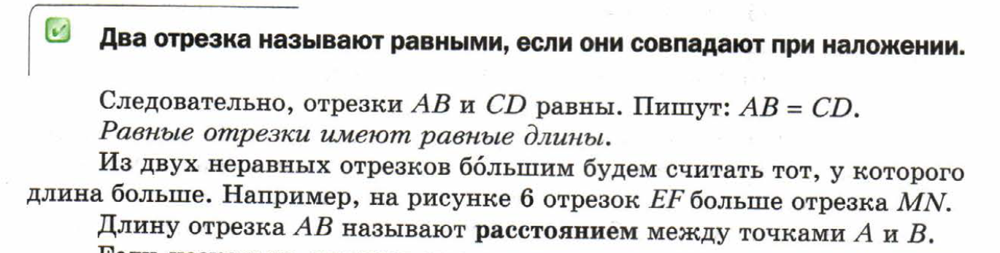 Два отрезка называют равными, если они совпадают при наложении.
Следовательно, отрезки AB и CD равны. Пишут: AB = CD.
Равные отрезки имеют равные длины.
Из двух неравных отрезков бо́льшим будем считать тот, у которого
длина больше. Например, на рисунке 6 отрезок EF больше отрезка MN.
Длину отрезка AB называют расстоянием между точками A и B.